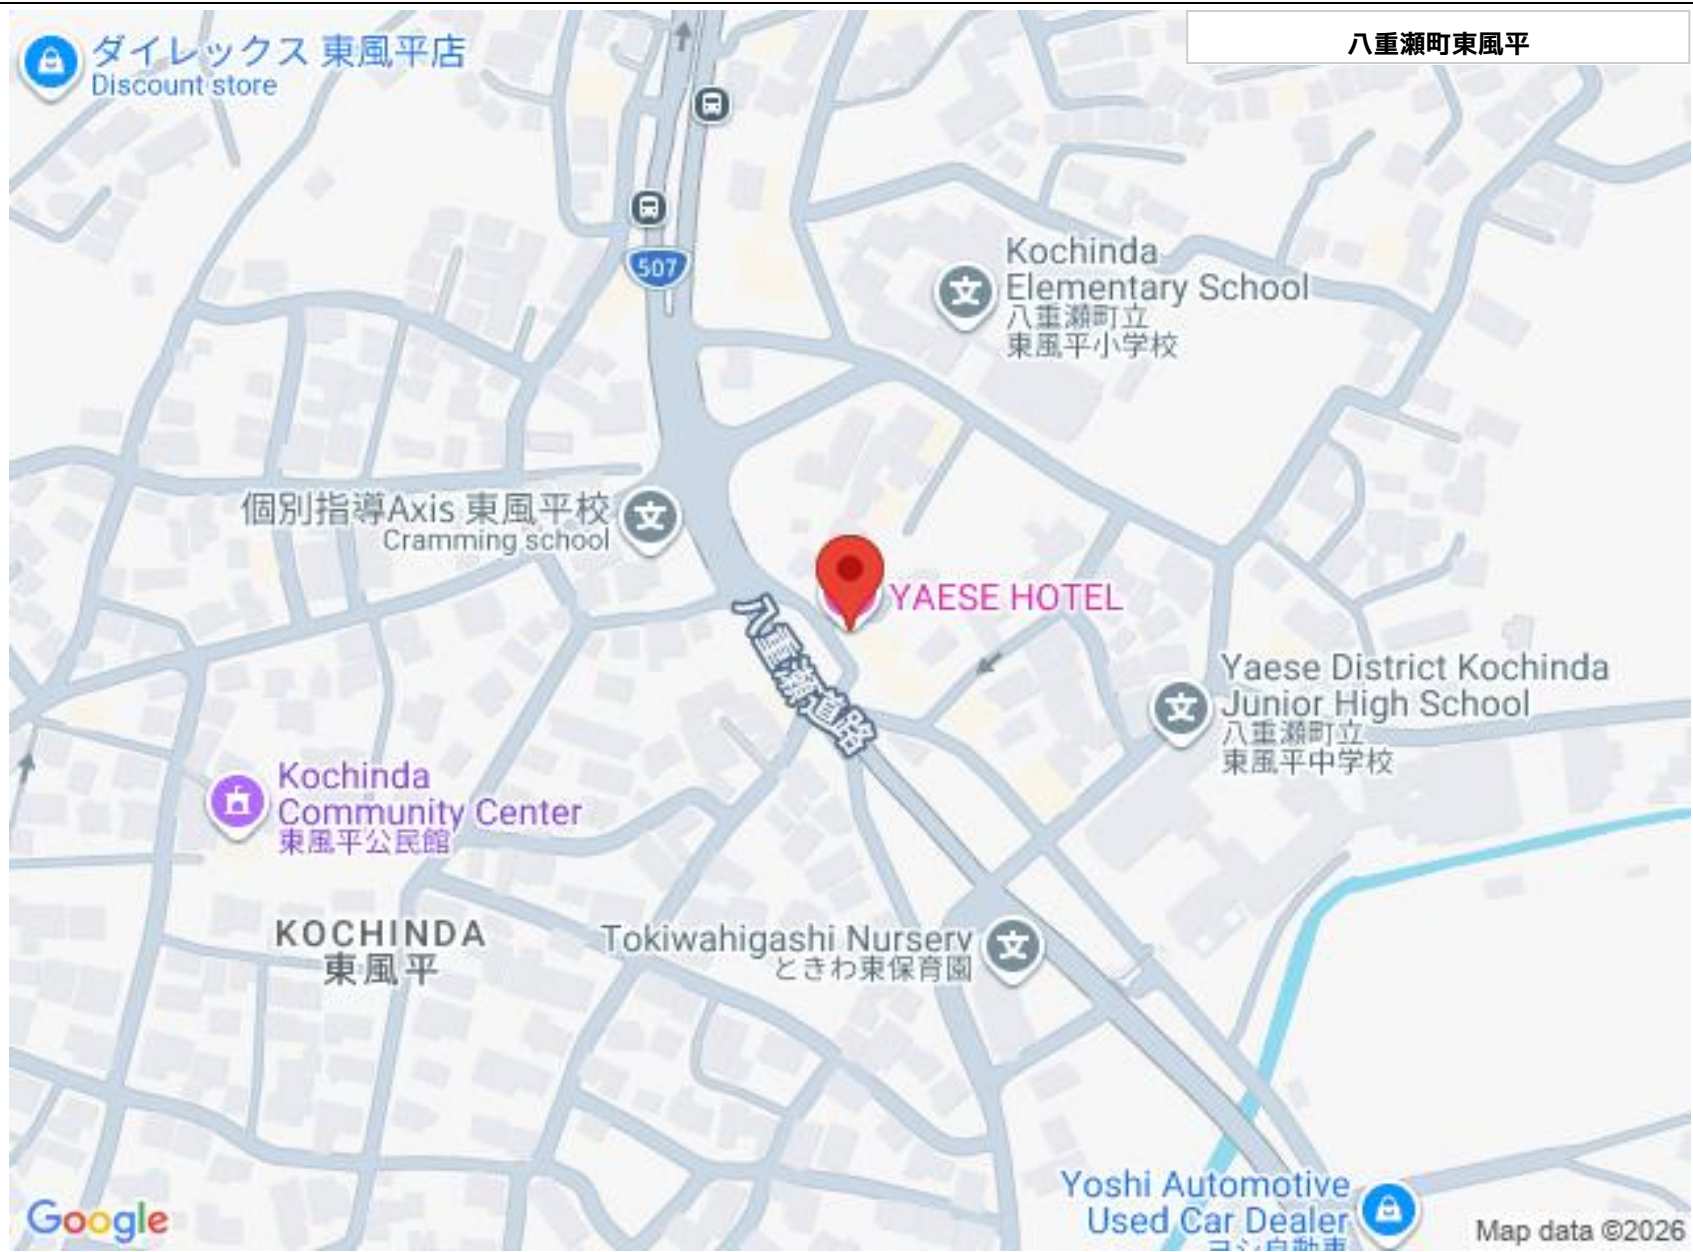 八重瀬町東風平
ダイレックス 東風平店
Discount store
507
Kochinda
Elementary School
八重瀬町立
東風平小学校
個別指導Axis 東風平校
Cramming school
YAESE HOTEL
八重瀬道路
Yaese District Kochinda
Junior High School
八重瀬町立
東風平中学校
Kochinda
Community Center
東風平公民館
KOCHINDA
東風平
Tokiwahigashi Nursery
ときわ東保育園
Yoshi Automotive
Used Car Dealer
ヨシ自動車
Google
Map data ©2026